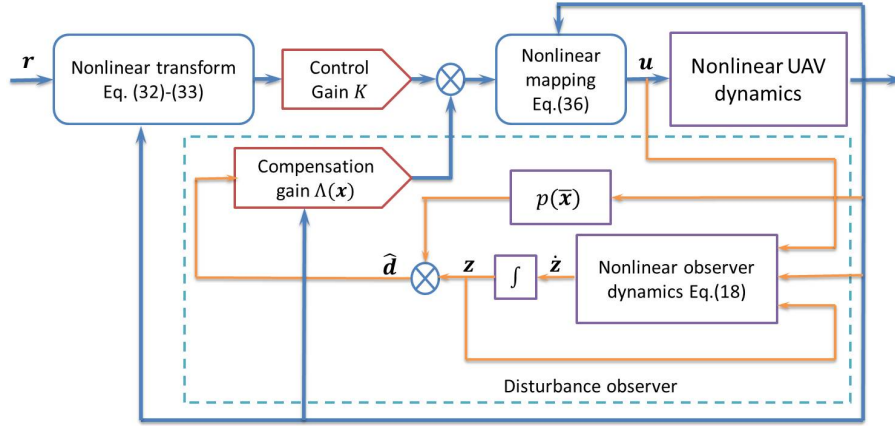 r
Nonlinear transform
Eq. (32)-(33)
Control
Gain K
Nonlinear
mapping
Eq.(36)
u
Nonlinear UAV
dynamics
Compensation
gain Λ(x)
p(x̅)
d̂
z
∫
ż
Nonlinear observer
dynamics Eq.(18)
Disturbance observer